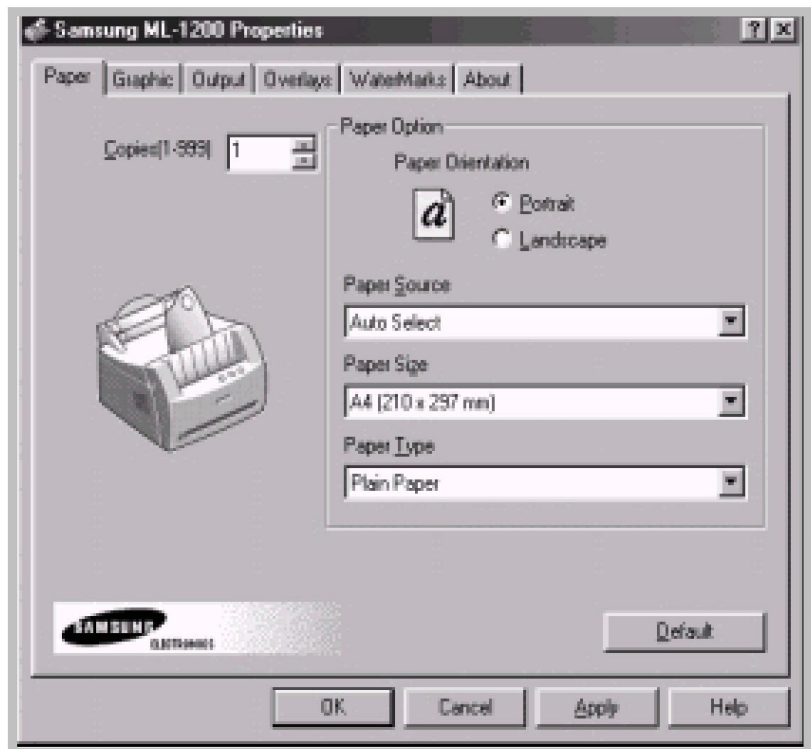 Samsung ML-1200 Properties
Paper Graphic Output Overlays WaterMarks About
Copies(1-999) 1
Paper Option
Paper Orientation
a
Portrait
Landscape
Paper Source
Auto Select
Paper Size
A4 (210 x 297 mm)
Paper Type
Plain Paper
SAMSUNG
ELECTRONICS
Default
OK Cancel Apply Help